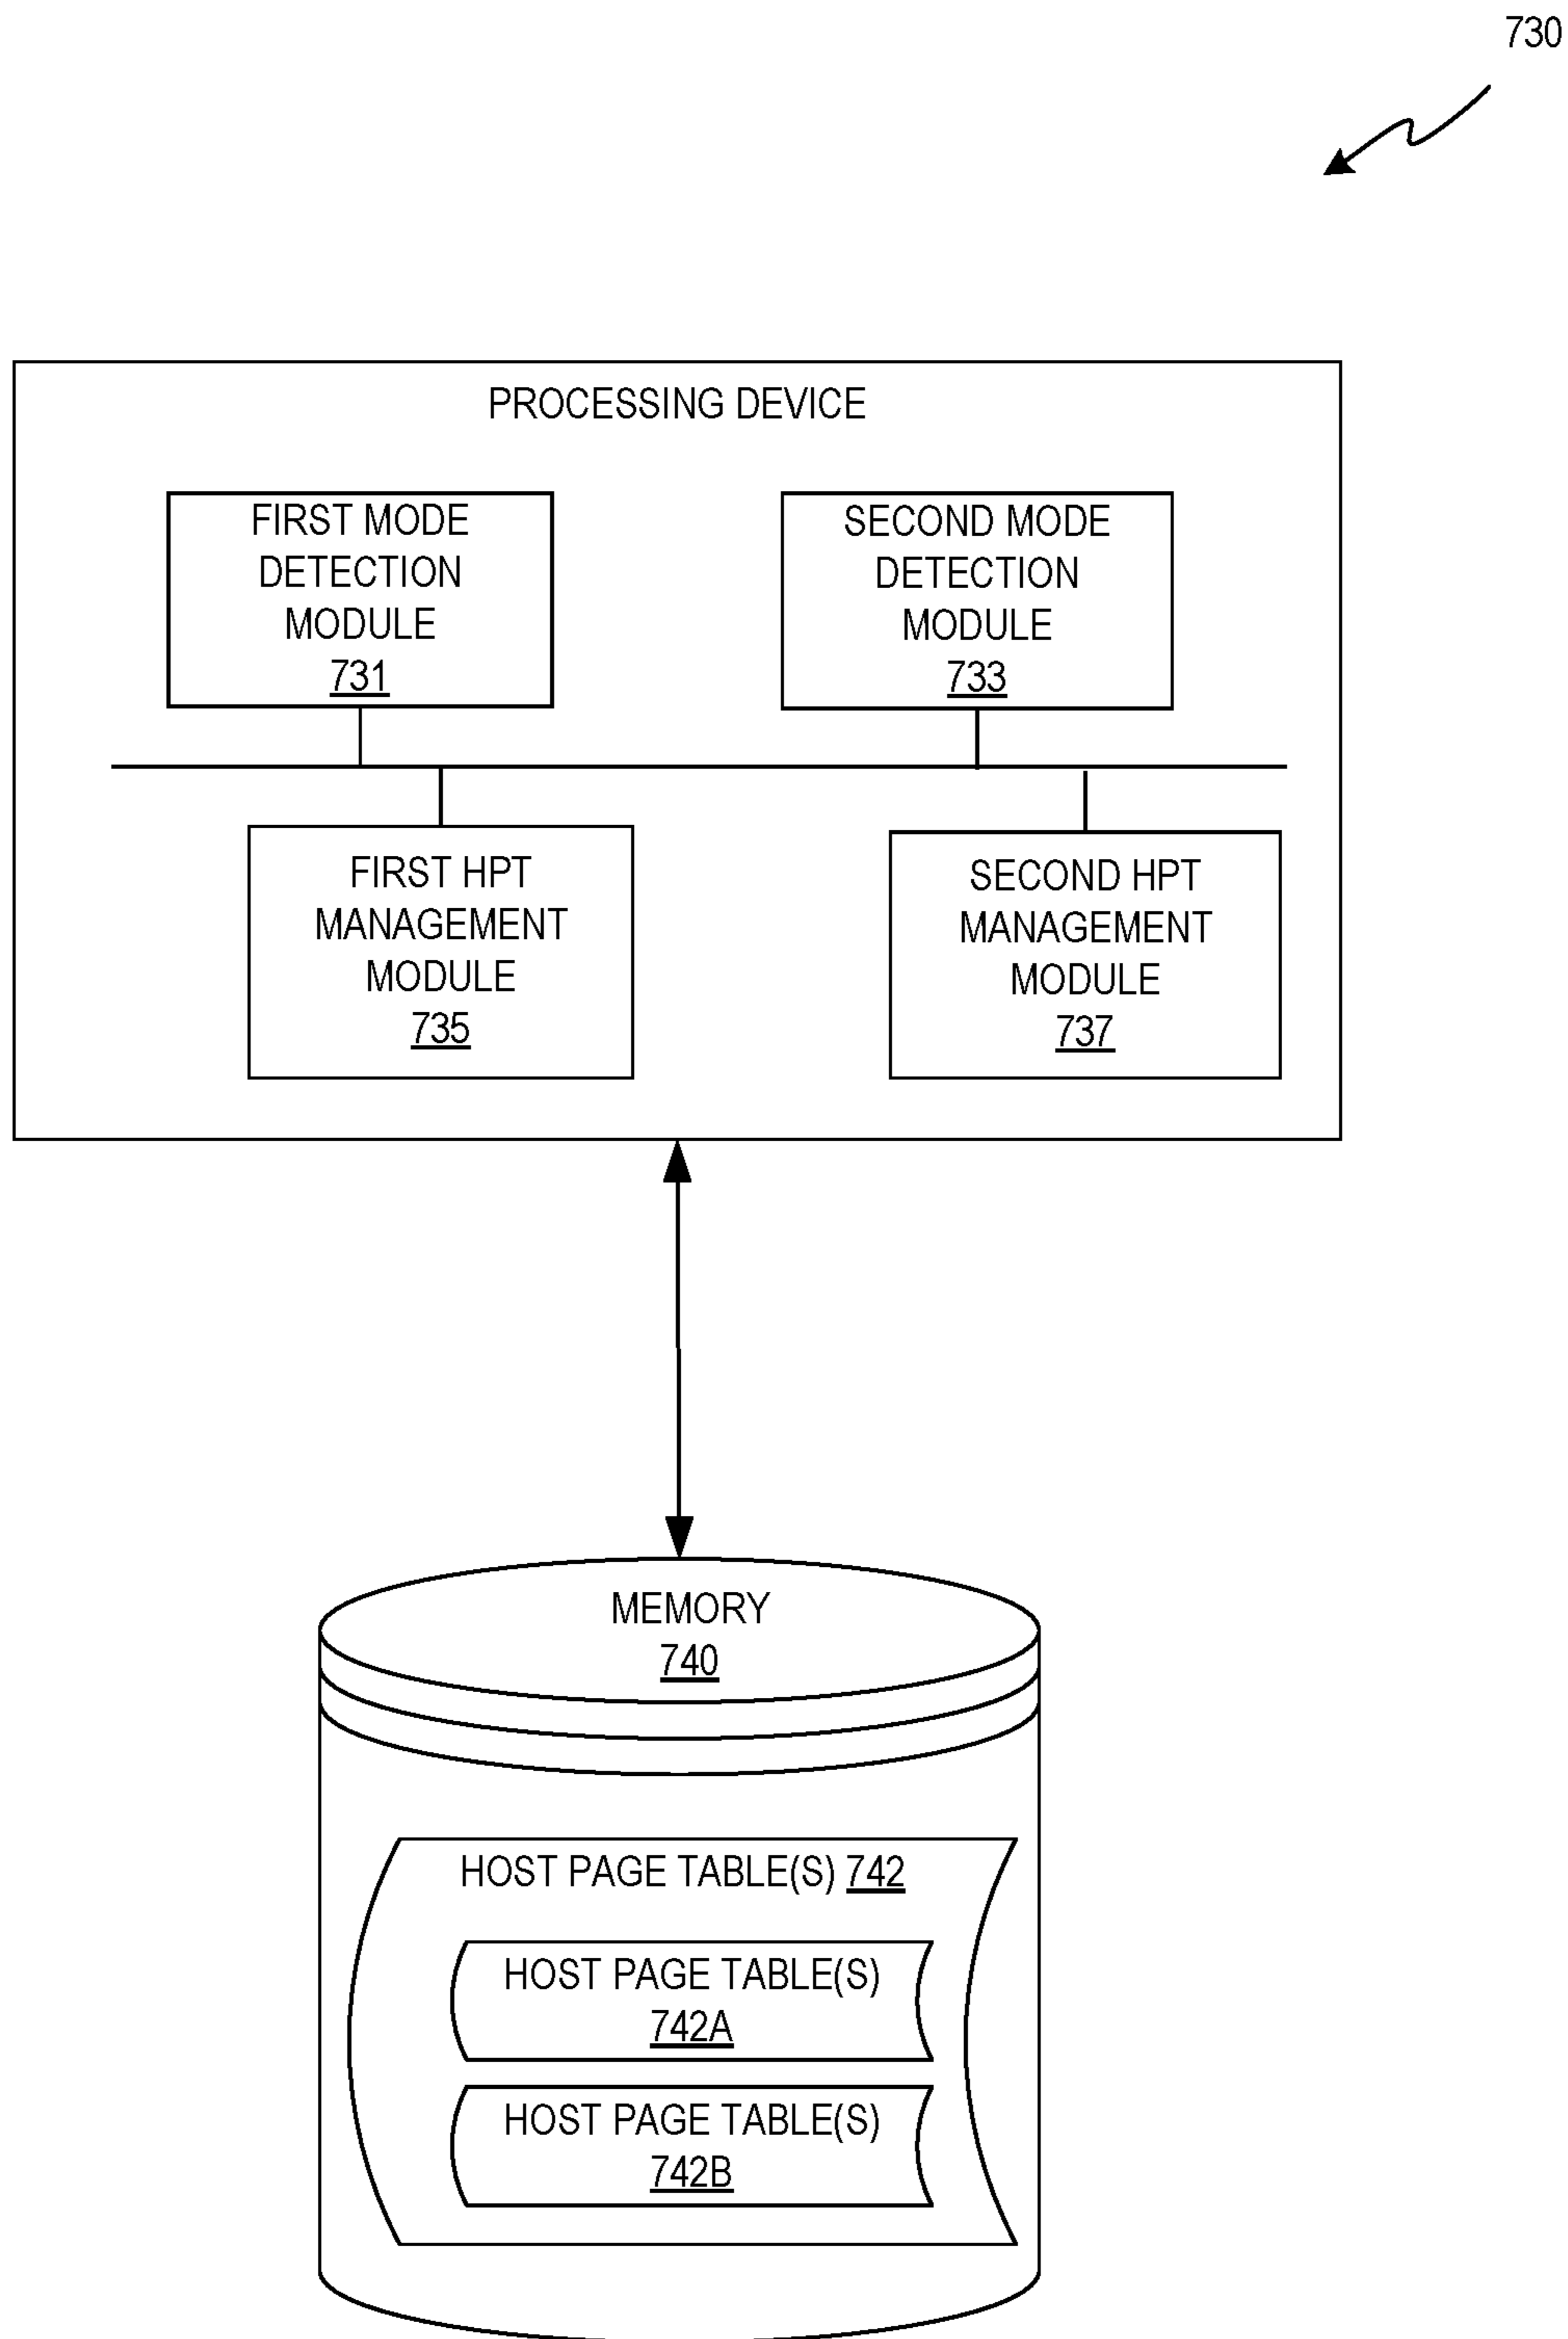 730
PROCESSING DEVICE
FIRST MODE
DETECTION
MODULE
731
SECOND MODE
DETECTION
MODULE
733
FIRST HPT
MANAGEMENT
MODULE
735
SECOND HPT
MANAGEMENT
MODULE
737
MEMORY
740
HOST PAGE TABLE(S) 742
HOST PAGE TABLE(S)
742A
HOST PAGE TABLE(S)
742B